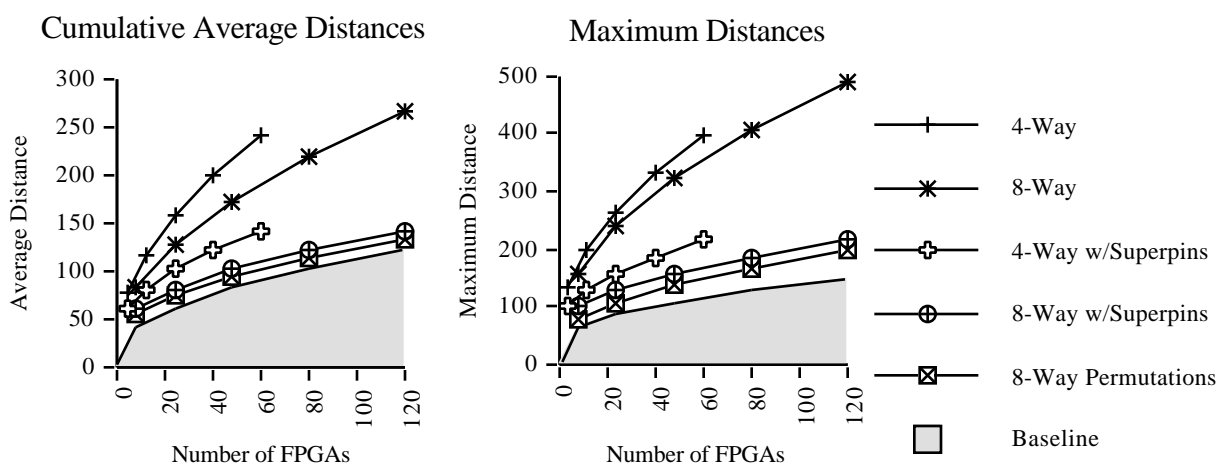 Cumulative Average Distances
300
250
200
150
100
50
0
Average Distance
0
20
40
60
80
100
120
Number of FPGAs
Maximum Distances
500
400
300
200
100
0
Maximum Distance
0
20
40
60
80
100
120
Number of FPGAs
4-Way
8-Way
4-Way w/Superpins
8-Way w/Superpins
8-Way Permutations
Baseline